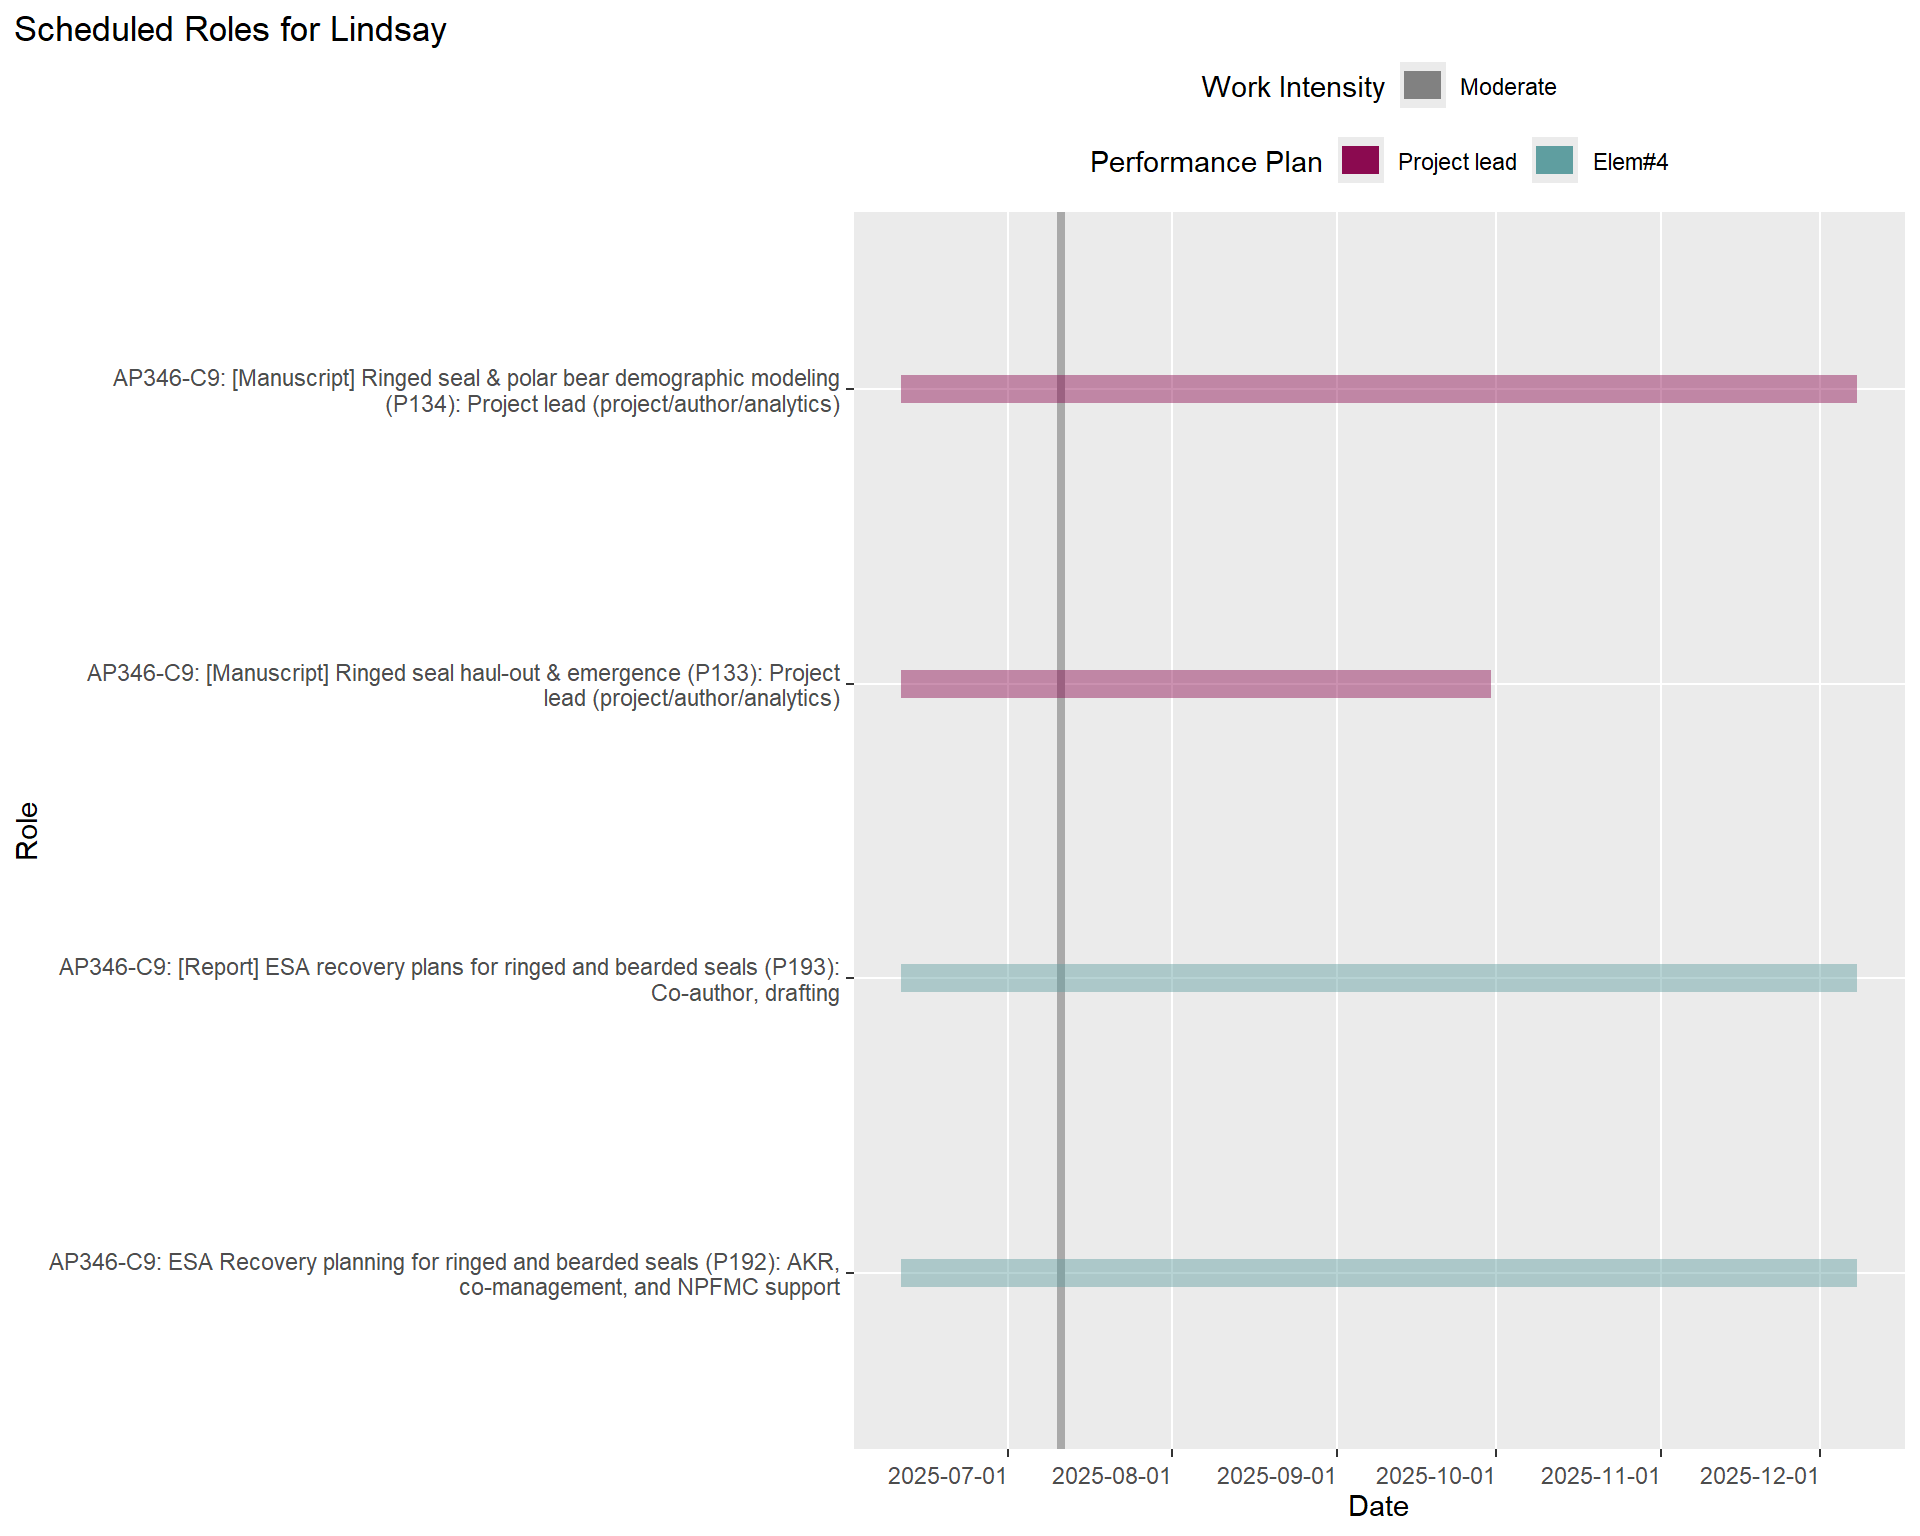 Scheduled Roles for Lindsay
Work Intensity Moderate
Performance Plan Project lead Elem#4
AP346-C9: [Manuscript] Ringed seal & polar bear demographic modeling
(P134): Project lead (project/author/analytics)
AP346-C9: [Manuscript] Ringed seal haul-out & emergence (P133): Project
lead (project/author/analytics)
Role
AP346-C9: [Report] ESA recovery plans for ringed and bearded seals (P193):
Co-author, drafting
AP346-C9: ESA Recovery planning for ringed and bearded seals (P192): AKR,
co-management, and NPFMC support
2025-07-01 2025-08-01 2025-09-01 2025-10-01 2025-11-01 2025-12-01
Date